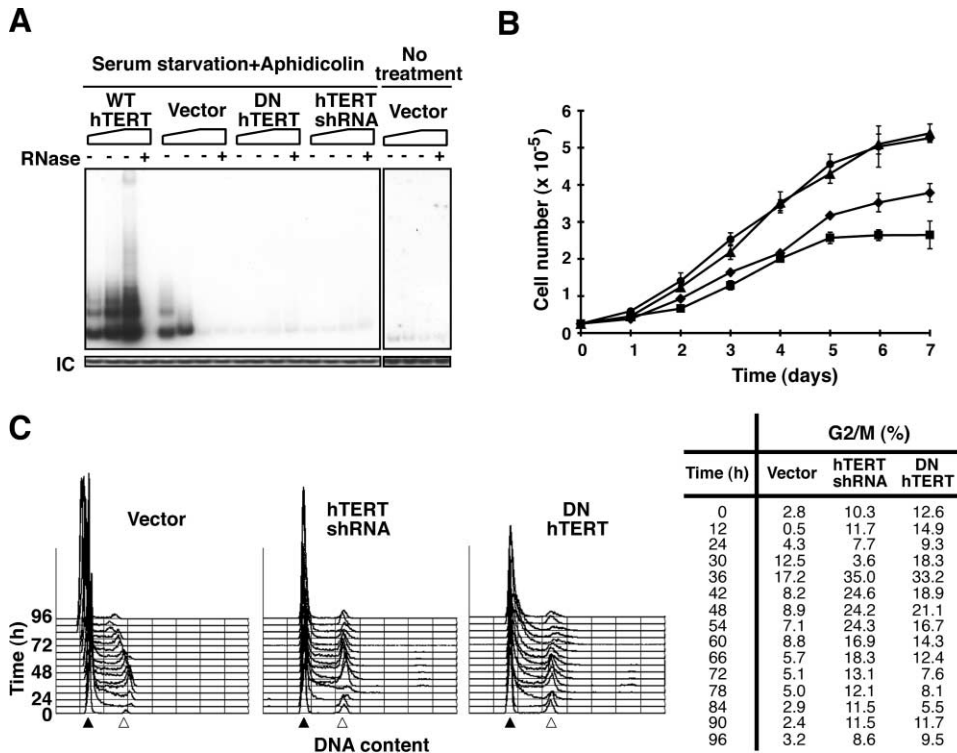 A
Serum starvation+Aphidicolin
No treatment
WT hTERT
Vector
DN hTERT
hTERT shRNA
Vector
RNase - - - + - - - + - - - + - - - + - - - +
IC
B
Cell number (x 10-5)
6
5
4
3
2
1
0
0 1 2 3 4 5 6 7
Time (days)
C
Vector
hTERT shRNA
DN hTERT
Time (h)
96
72
48
24
0
DNA content
G2/M (%)
Time (h) Vector hTERT shRNA DN hTERT
0 2.8 10.3 12.6
12 0.5 11.7 14.9
24 4.3 7.7 9.3
30 12.5 3.6 18.3
36 17.2 35.0 33.2
42 8.2 24.6 18.9
48 8.9 24.2 21.1
54 7.1 24.3 16.7
60 8.8 16.9 14.3
66 5.7 18.3 12.4
72 5.1 13.1 7.6
78 5.0 12.1 8.1
84 2.9 11.5 5.5
90 2.4 11.5 11.7
96 3.2 8.6 9.5